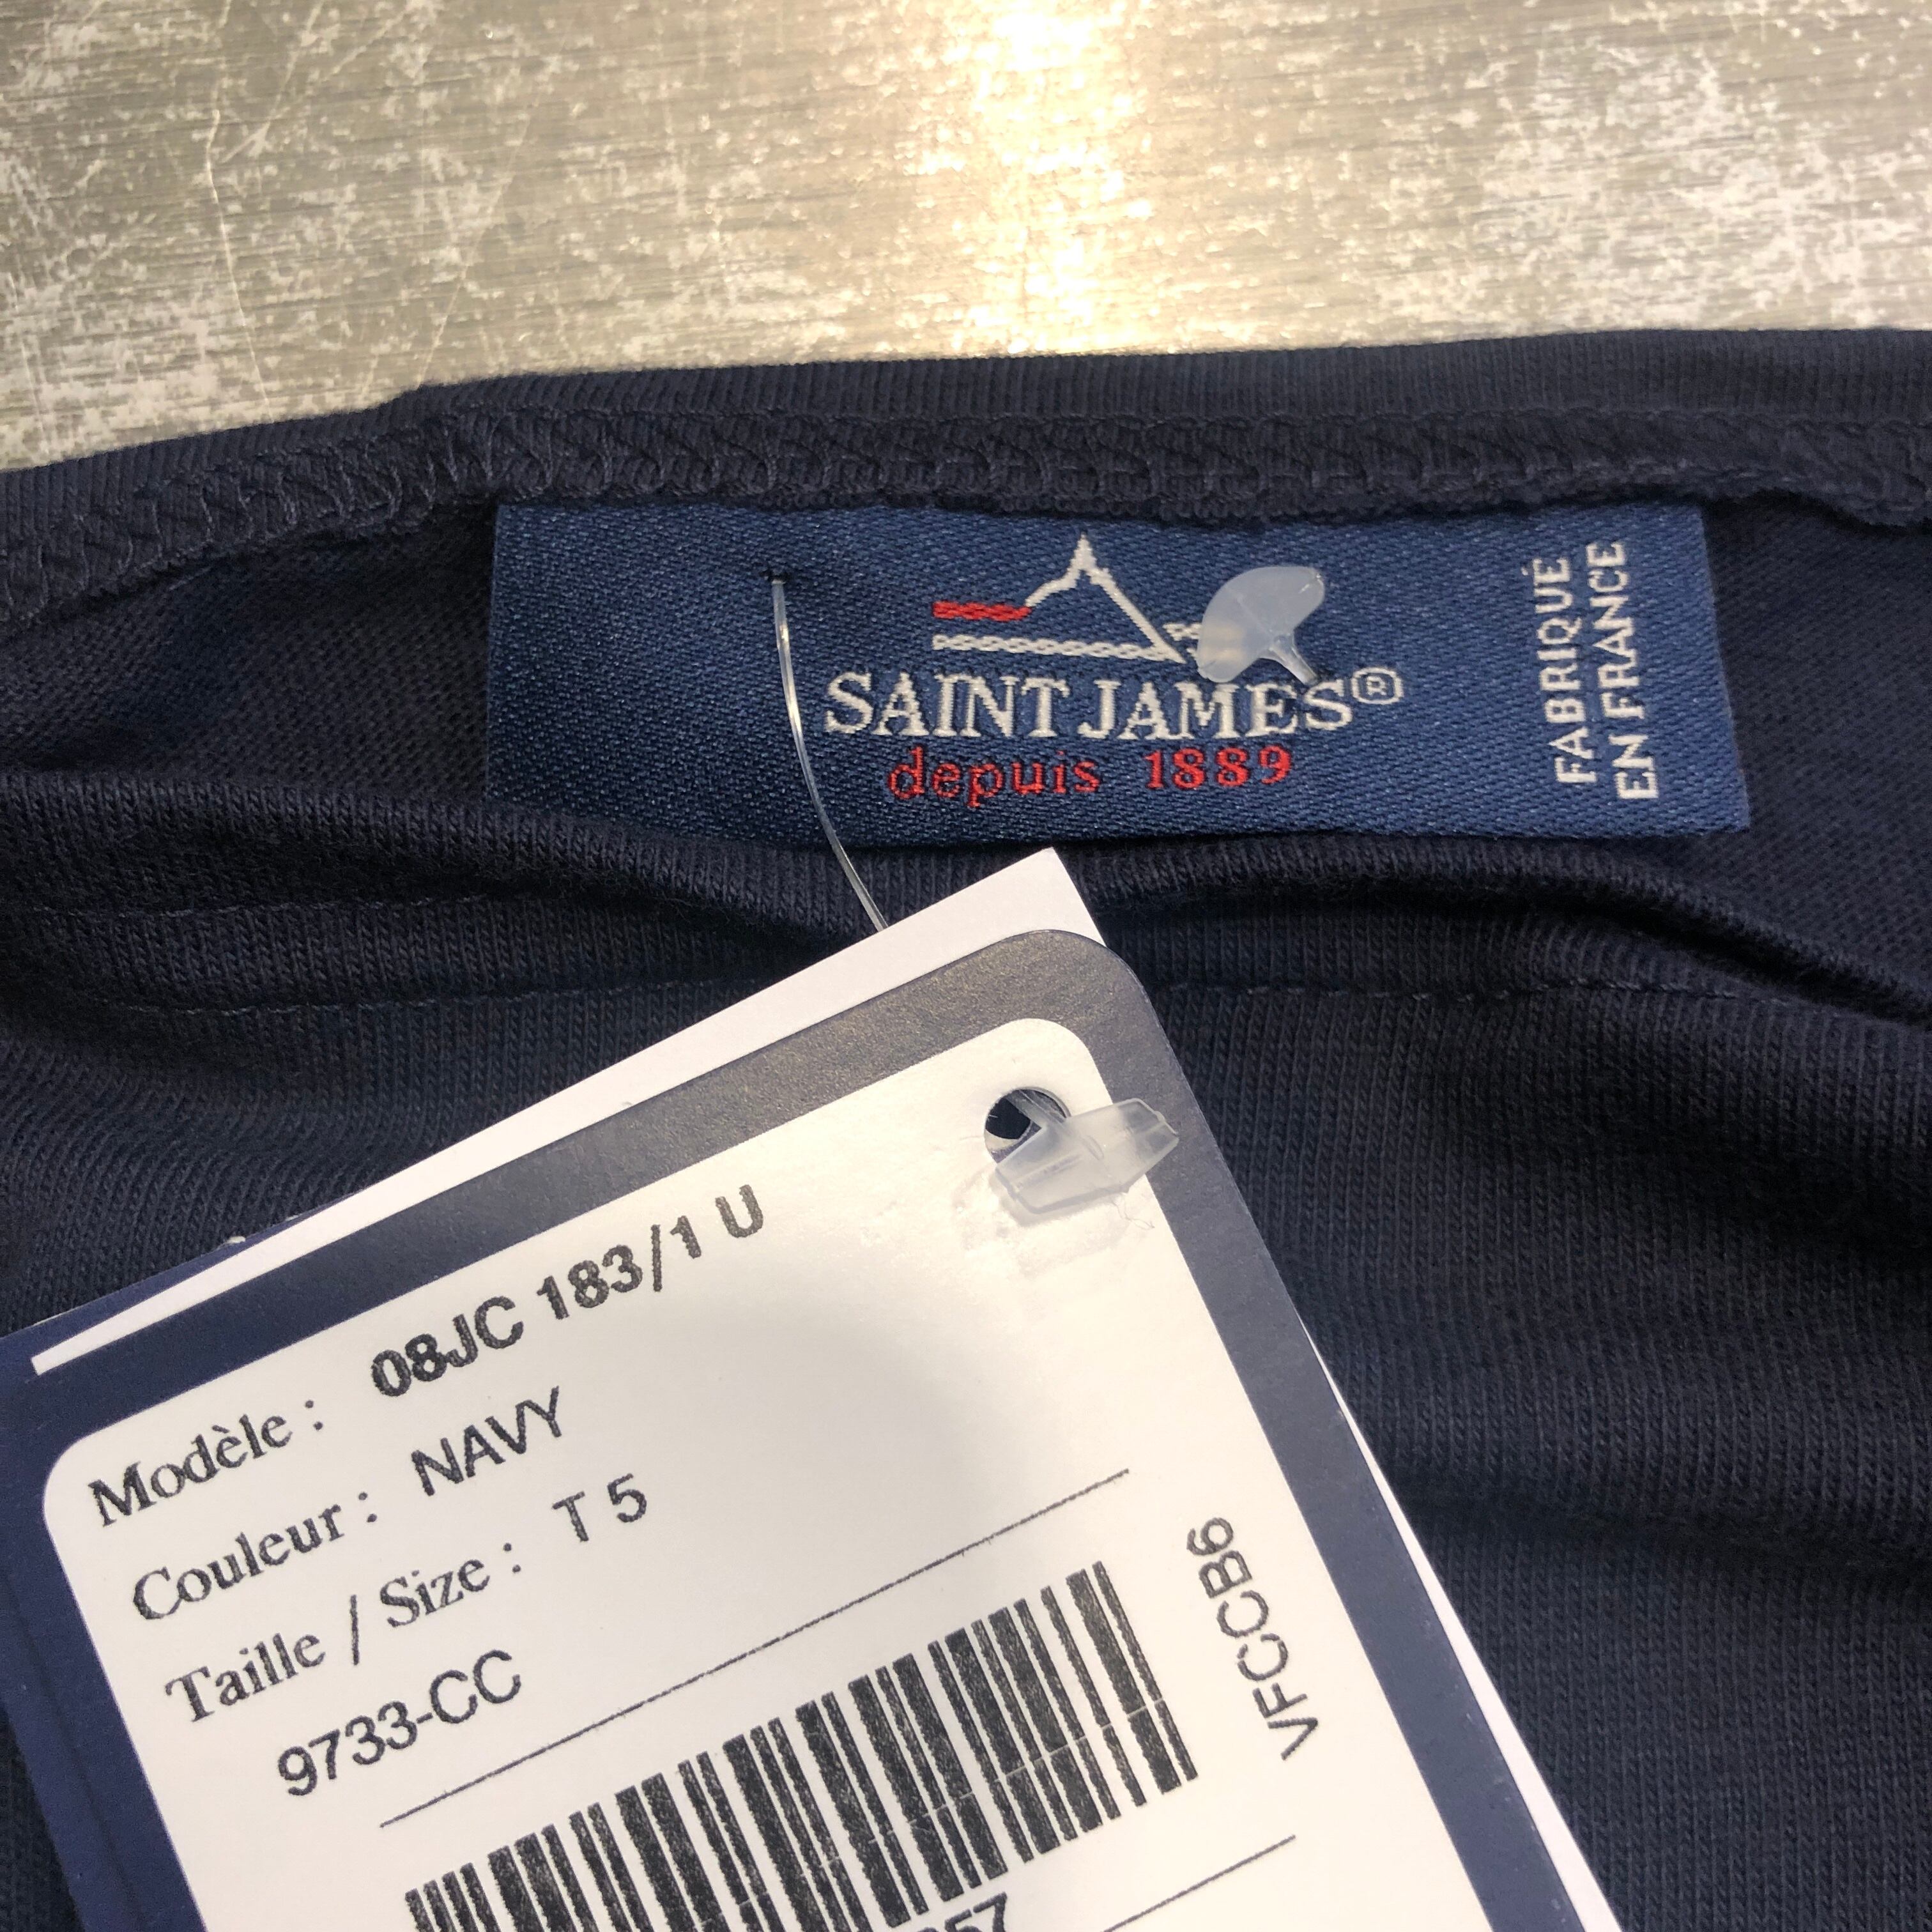 SAINT JAMES®
depuis 1889
FABRIQUÉ
EN FRANCE
Modèle : 08JC 183/1 U
Couleur : NAVY
Taille / Size : T 5
9733-CC
VFCCB6